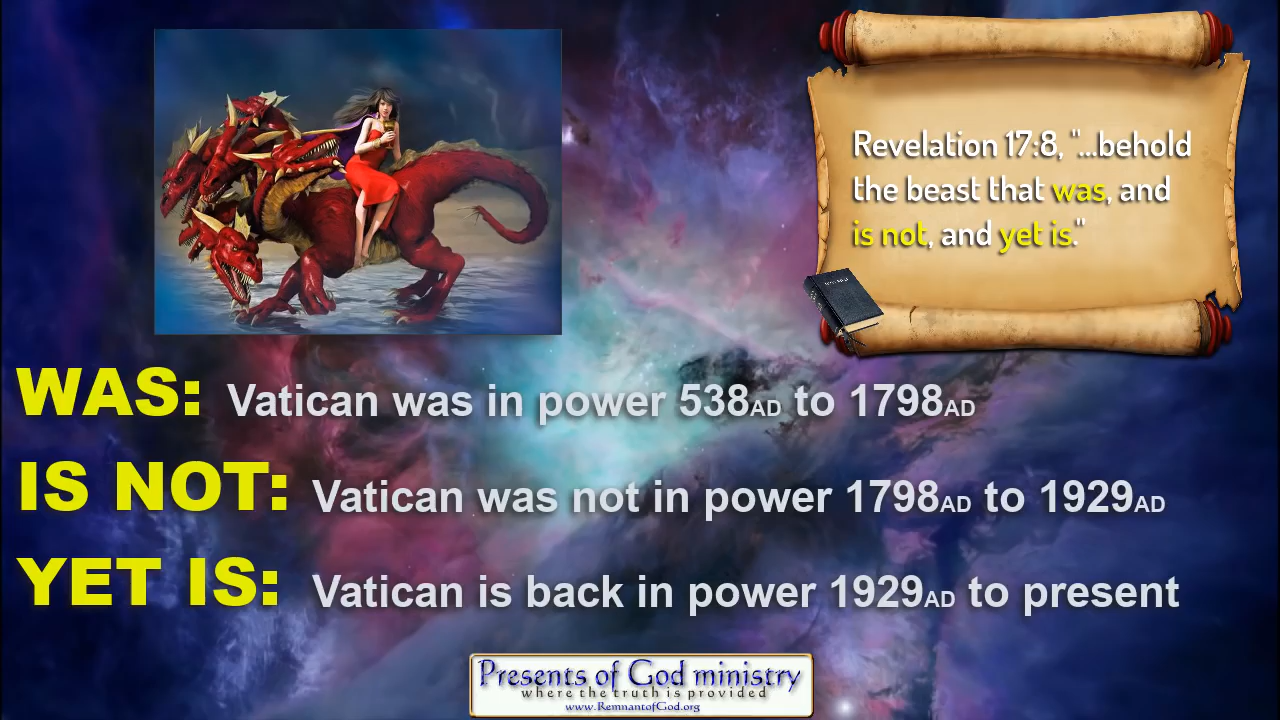 Revelation 17:8, "...behold
the beast that was, and
is not, and yet is."
WAS: Vatican was in power 538AD to 1798AD
IS NOT: Vatican was not in power 1798AD to 1929AD
YET IS: Vatican is back in power 1929AD to present
Presents of God ministry
where the truth is provided
www.RemnantofGod.org